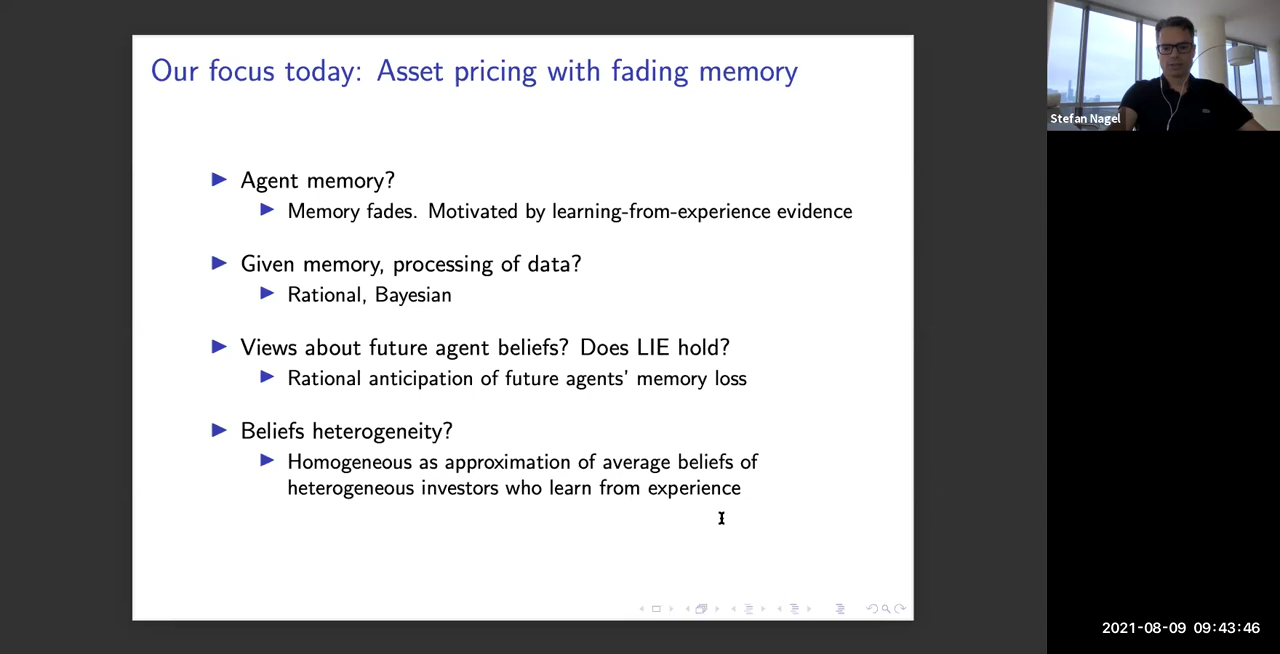 Our focus today: Asset pricing with fading memory
Agent memory?
Memory fades. Motivated by learning-from-experience evidence
Given memory, processing of data?
Rational, Bayesian
Views about future agent beliefs? Does LIE hold?
Rational anticipation of future agents' memory loss
Beliefs heterogeneity?
Homogeneous as approximation of average beliefs of
heterogeneous investors who learn from experience
Stefan Nagel
2021-08-09 09:43:46